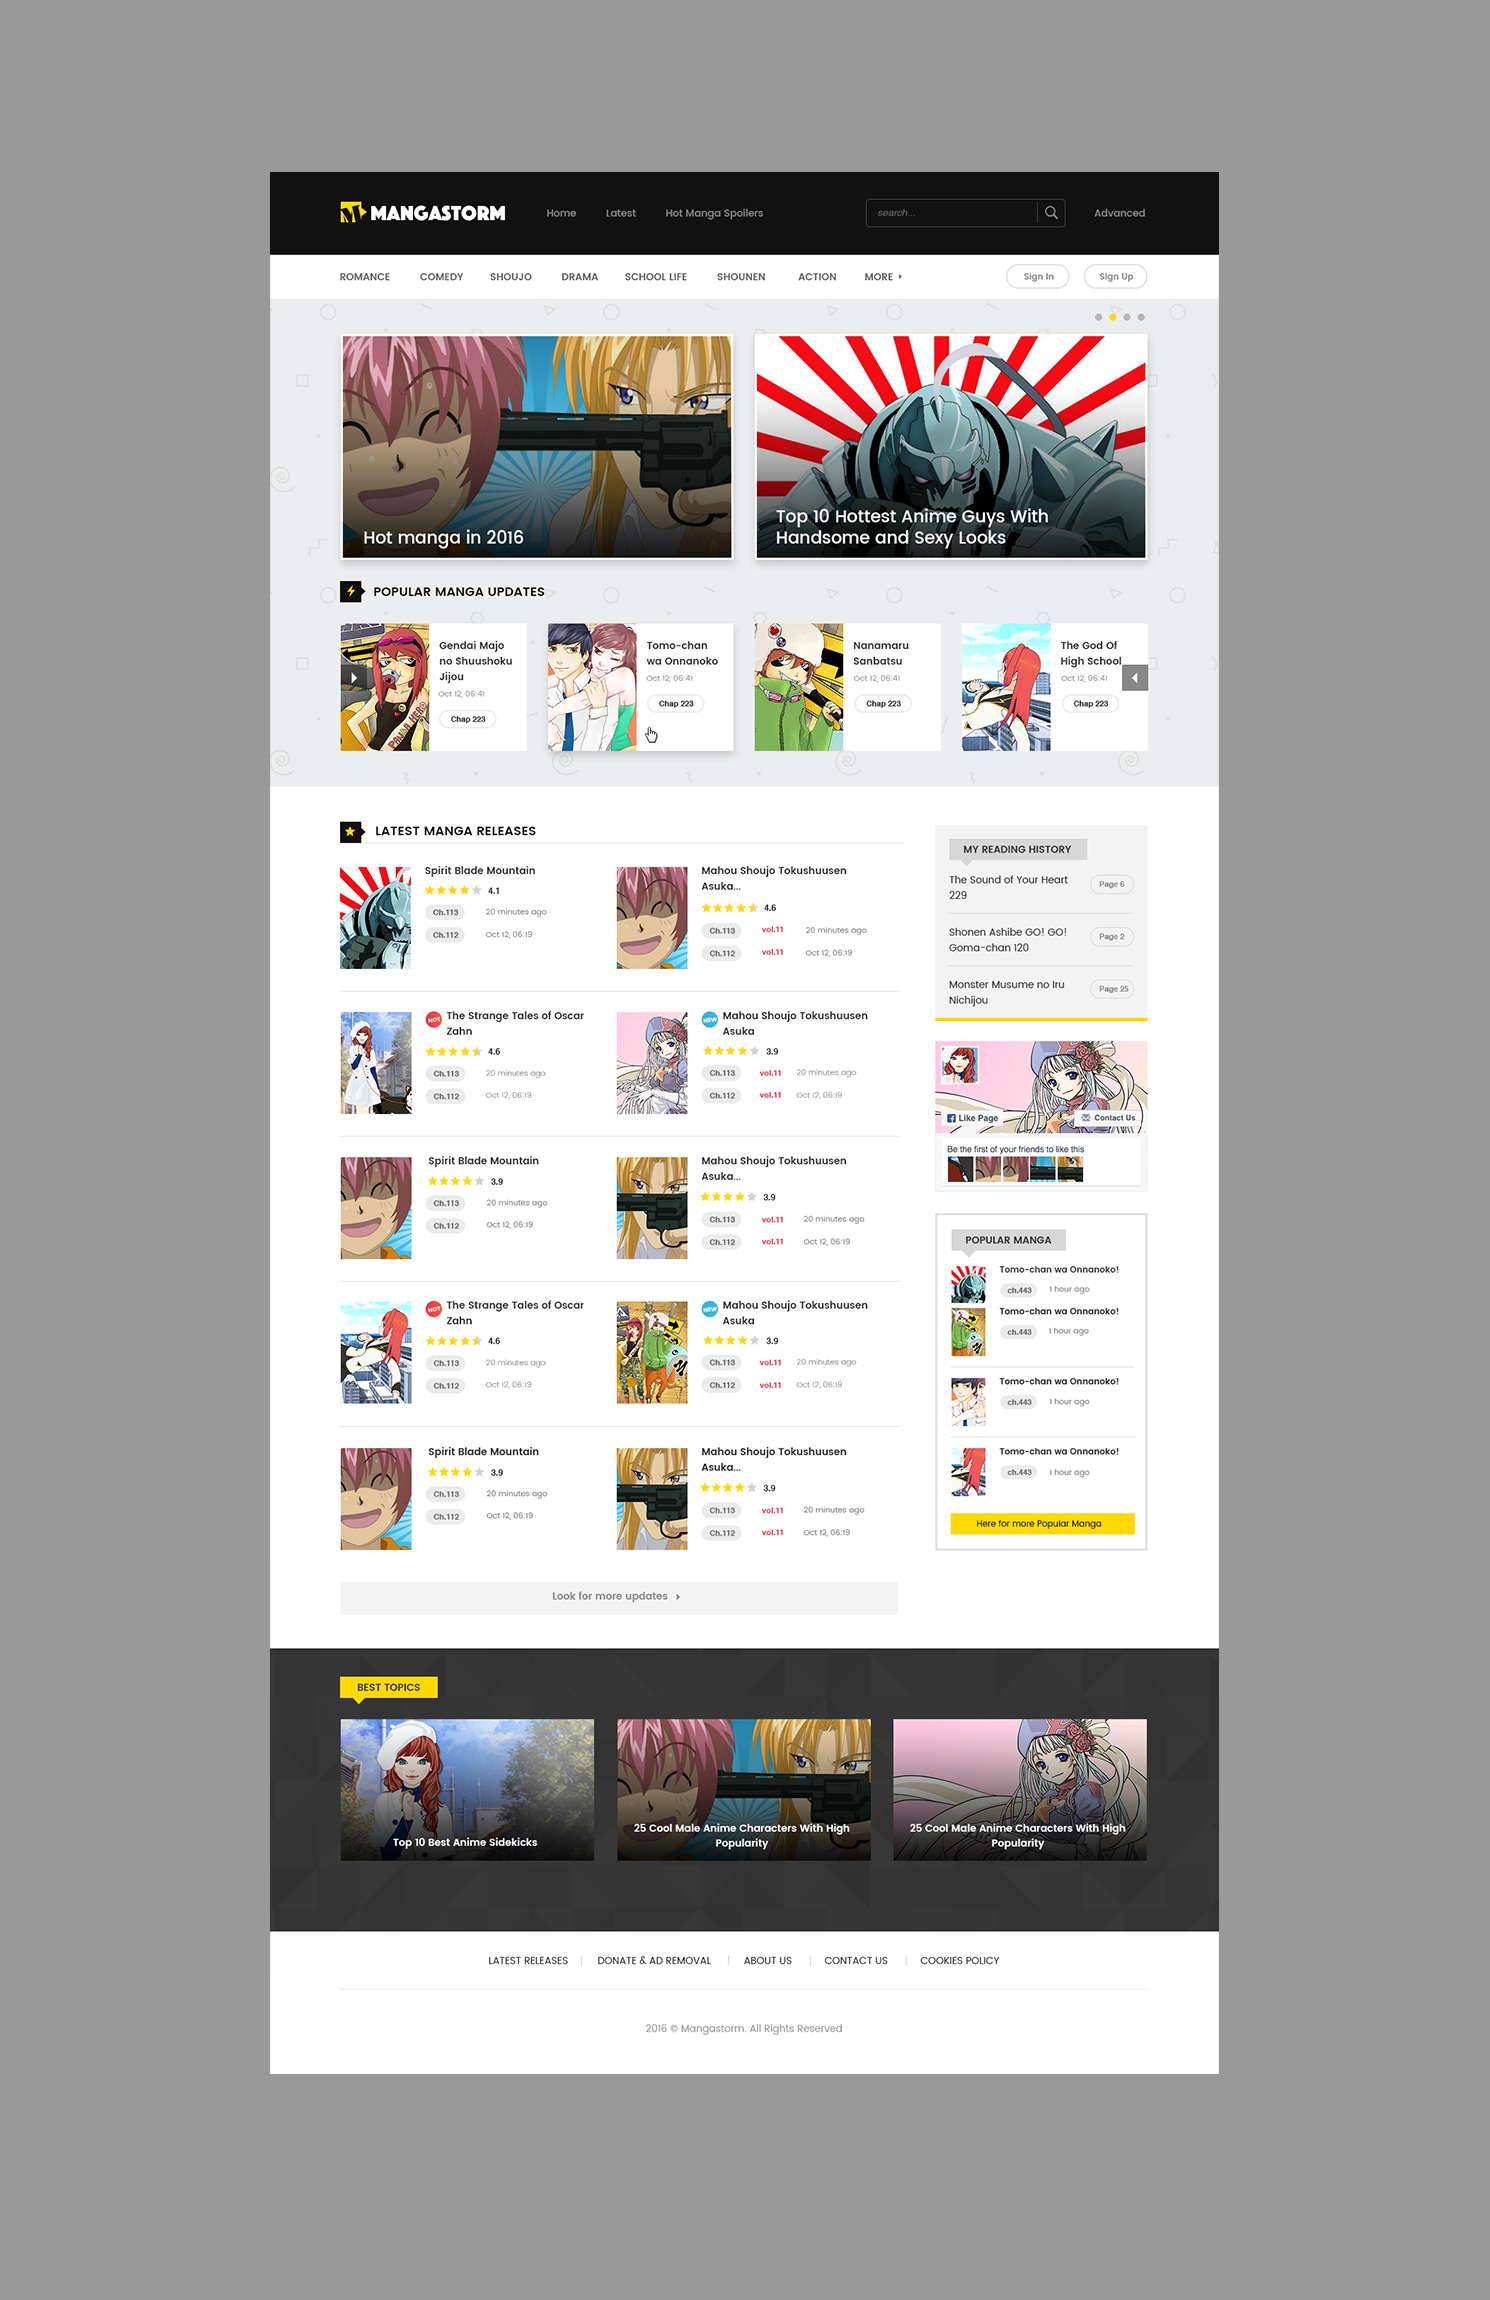 MANGASTORM
Home
Latest
Hot Manga Spoilers
search...
Advanced
ROMANCE
COMEDY
SHOUJO
DRAMA
SCHOOL LIFE
SHOUNEN
ACTION
MORE
Sign In
Sign Up
Hot manga in 2016
Top 10 Hottest Anime Guys With
Handsome and Sexy Looks
POPULAR MANGA UPDATES
Gendai Majo
no Shuushoku
Jijou
Oct 12, 06:41
Chap 223
Tomo-chan
wa Onnanoko
Oct 12, 06:41
Chap 223
Nanamaru
Sanbatsu
Oct 12, 06:41
Chap 223
The God Of
High School
Oct 12, 06:41
Chap 223
LATEST MANGA RELEASES
Spirit Blade Mountain
4.1
Ch.113 20 minutes ago
Ch.112 Oct 12, 06:19
Mahou Shoujo Tokushuusen
Asuka...
4.6
Ch.113 vol.11 20 minutes ago
Ch.112 vol.11 Oct 12, 06:19
HOT The Strange Tales of Oscar
Zahn
4.6
Ch.113 20 minutes ago
Ch.112 Oct 12, 06:19
NEW Mahou Shoujo Tokushuusen
Asuka
3.9
Ch.113 vol.11 20 minutes ago
Ch.112 vol.11 Oct 12, 06:19
Spirit Blade Mountain
3.9
Ch.113 20 minutes ago
Ch.112 Oct 12, 06:19
Mahou Shoujo Tokushuusen
Asuka...
3.9
Ch.113 vol.11 20 minutes ago
Ch.112 vol.11 Oct 12, 06:19
HOT The Strange Tales of Oscar
Zahn
4.6
Ch.113 20 minutes ago
Ch.112 Oct 12, 06:19
NEW Mahou Shoujo Tokushuusen
Asuka
3.9
Ch.113 vol.11 20 minutes ago
Ch.112 vol.11 Oct 12, 06:19
Spirit Blade Mountain
3.9
Ch.113 20 minutes ago
Ch.112 Oct 12, 06:19
Mahou Shoujo Tokushuusen
Asuka...
3.9
Ch.113 vol.11 20 minutes ago
Ch.112 vol.11 Oct 12, 06:19
Look for more updates
MY READING HISTORY
The Sound of Your Heart
229
Page 6
Shonen Ashibe GO! GO!
Goma-chan 120
Page 2
Monster Musume no Iru
Nichijou
Page 25
Like Page
Contact Us
Be the first of your friends to like this
POPULAR MANGA
Tomo-chan wa Onnanoko!
ch.443 1 hour ago
Tomo-chan wa Onnanoko!
ch.443 1 hour ago
Tomo-chan wa Onnanoko!
ch.443 1 hour ago
Tomo-chan wa Onnanoko!
ch.443 1 hour ago
Here for more Popular Manga
BEST TOPICS
Top 10 Best Anime Sidekicks
25 Cool Male Anime Characters With High
Popularity
25 Cool Male Anime Characters With High
Popularity
LATEST RELEASES
DONATE & AD REMOVAL
ABOUT US
CONTACT US
COOKIES POLICY
2016 © Mangastorm. All Rights Reserved